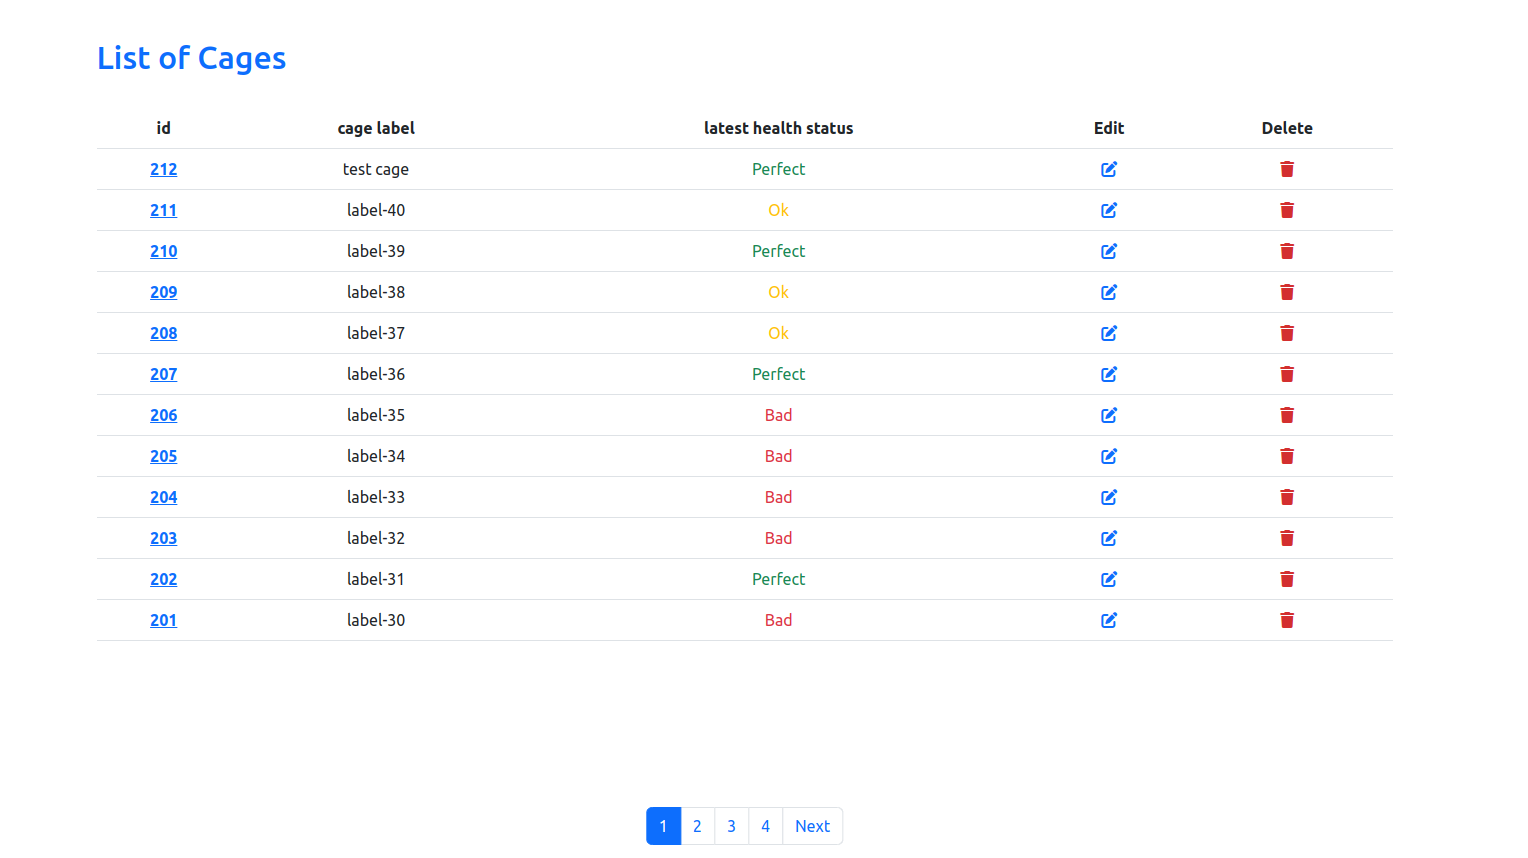 List of Cages
id cage label latest health status Edit Delete
212 test cage Perfect
211 label-40 Ok
210 label-39 Perfect
209 label-38 Ok
208 label-37 Ok
207 label-36 Perfect
206 label-35 Bad
205 label-34 Bad
204 label-33 Bad
203 label-32 Bad
202 label-31 Perfect
201 label-30 Bad
1 2 3 4 Next